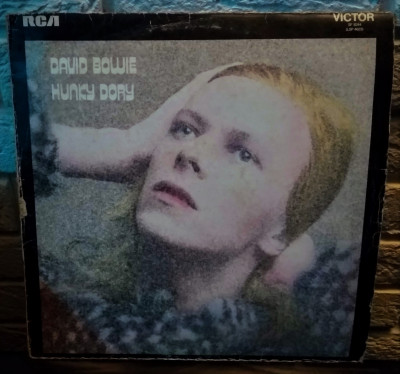 RCA
VICTOR
DAVID BOWIE
HUNKY DORY